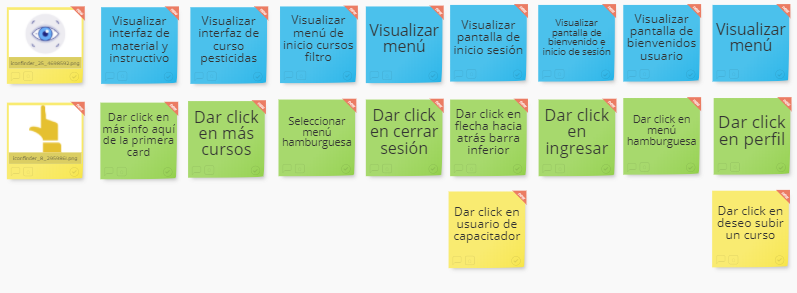 Visualizar
interfaz de
material y
instructivo
Visualizar
interfaz de
curso
pesticidas
Visualizar
menú de
inicio cursos
filtro
Visualizar
menú
Visualizar
pantalla de
inicio sesión
Visualizar
pantalla de
bienvenido e
inicio de sesión
Visualizar
pantalla de
bienvenidos
usuario
Visualizar
menú
Dar click en
más info aquí
de la primera
card
Dar click
en más
cursos
Seleccionar
menú
hamburguesa
Dar click
en cerrar
sesión
Dar click en
flecha hacia
atrás barra
inferior
Dar click
en
ingresar
Dar click en
menú
hamburguesa
Dar click
en perfil
Dar click en
usuario de
capacitador
Dar click en
deseo subir
un curso